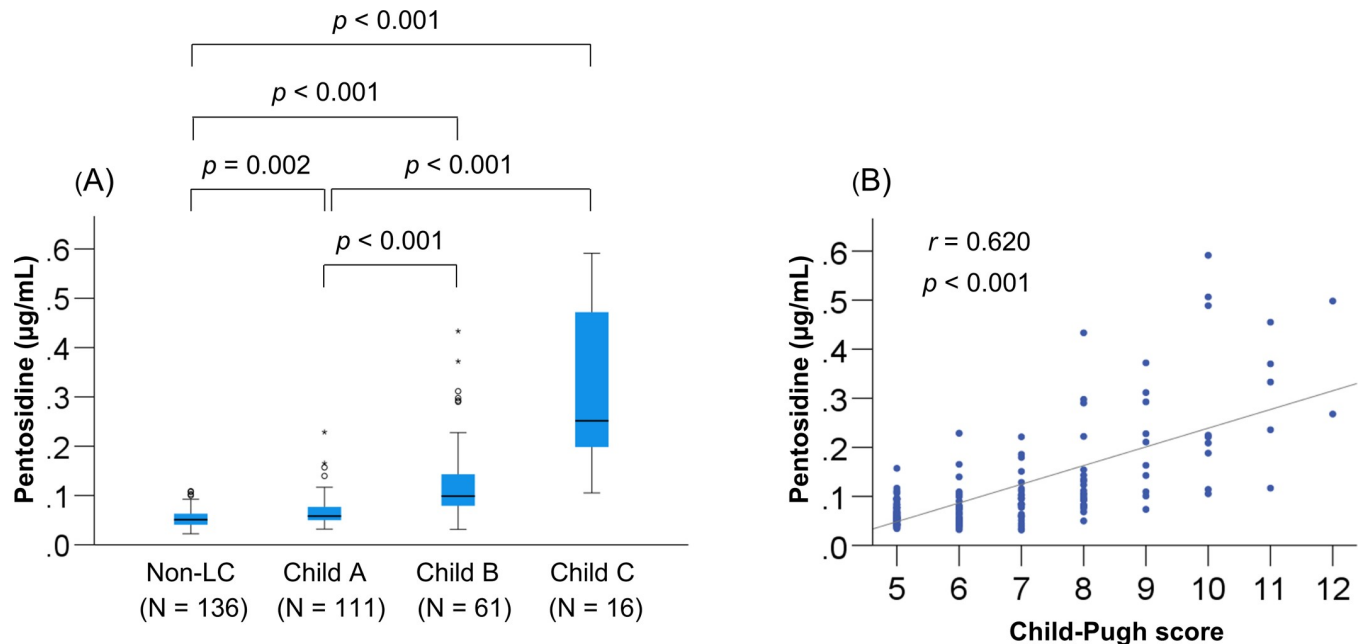 (A)
p < 0.001
p < 0.001
p = 0.002
p < 0.001
p < 0.001
Pentosidine (µg/mL)
.6
.5
.4
.3
.2
.1
.0
Non-LC Child A Child B Child C
(N = 136) (N = 111) (N = 61) (N = 16)
(B)
r = 0.620
p < 0.001
Pentosidine (µg/mL)
.6
.5
.4
.3
.2
.1
.0
5 6 7 8 9 10 11 12
Child-Pugh score